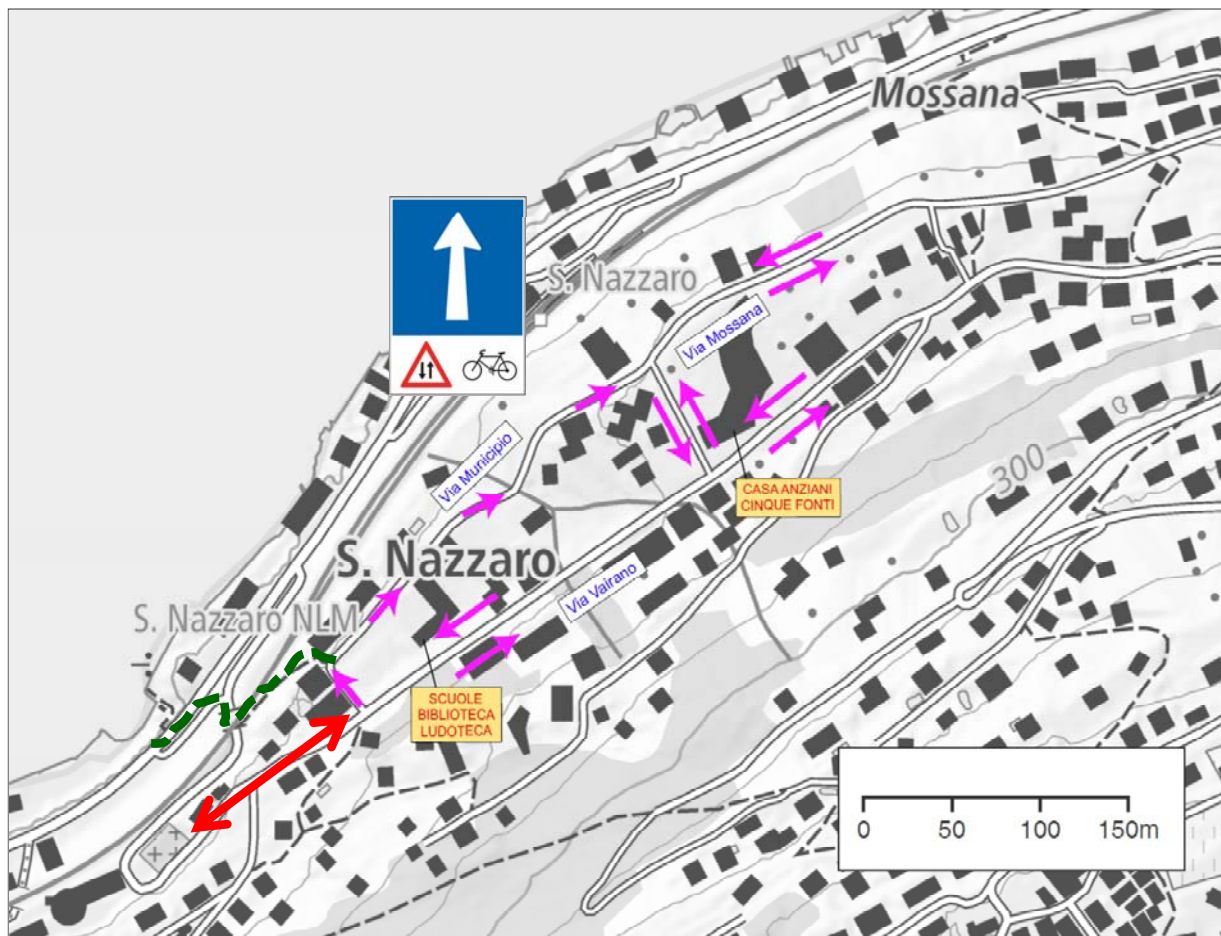 Mossana
S. Nazzaro
Via Mossana
Via Municipio
300
CASA ANZIANI
CINQUE FONTI
S. Nazzaro
Via Vairano
S. Nazzaro NLM
SCUOLE
BIBLIOTECA
LUDOTECA
0 50 100 150m